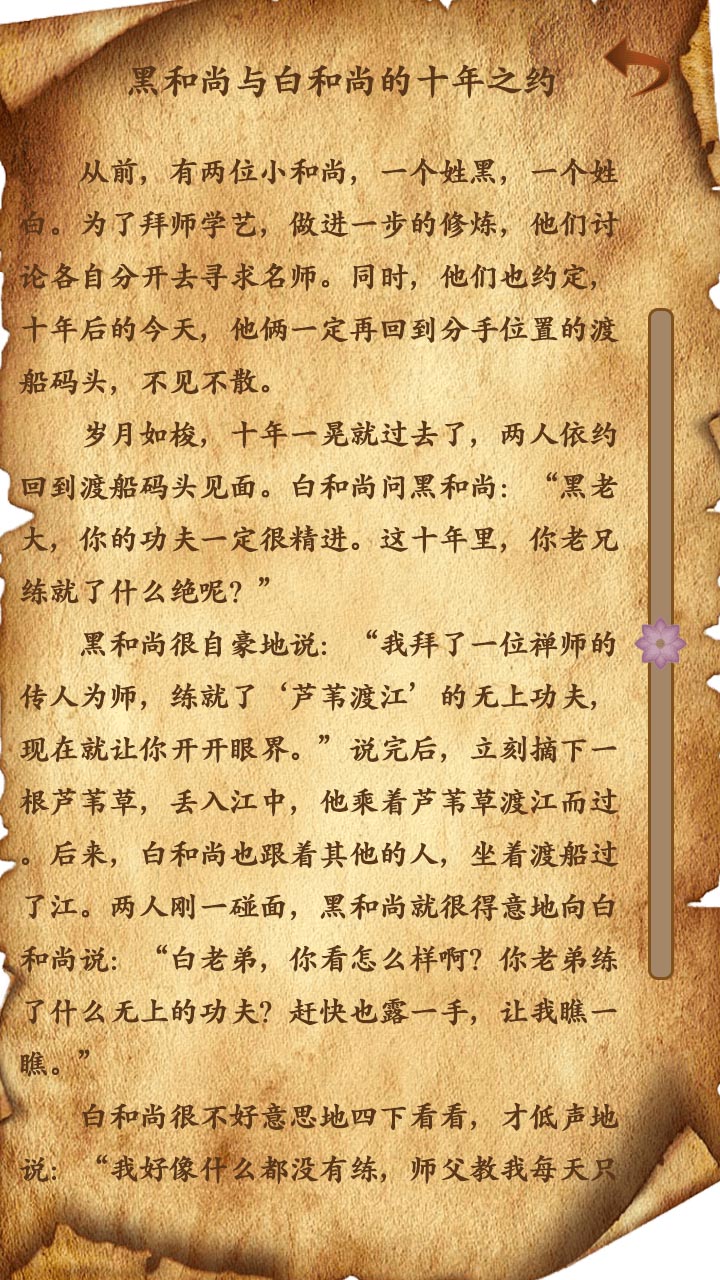 黑和尚与白和尚的十年之约
从前，有两位小和尚，一个姓黑，一个姓
白。为了拜师学艺，做进一步的修炼，他们讨
论各自分开去寻求名师。同时，他们也约定，
十年后的今天，他俩一定再回到分手位置的渡
船码头，不见不散。
岁月如梭，十年一晃就过去了，两人依约
回到渡船码头见面。白和尚问黑和尚：“黑老
大，你的功夫一定很精进。这十年里，你老兄
练就了什么绝呢？”
黑和尚很自豪地说：“我拜了一位禅师的
传人为师，练就了‘芦苇渡江’的无上功夫，
现在就让你开开眼界。”说完后，立刻摘下一
根芦苇草，丢入江中，他乘着芦苇草渡江而过
。后来，白和尚也跟着其他的人，坐着渡船过
了江。两人刚一碰面，黑和尚就很得意地向白
和尚说：“白老弟，你看怎么样啊？你老弟练
了什么无上的功夫？赶快也露一手，让我瞧一
瞧。”
白和尚很不好意思地四下看看，才低声地
说：“我好像什么都没有练，师父教我每天只